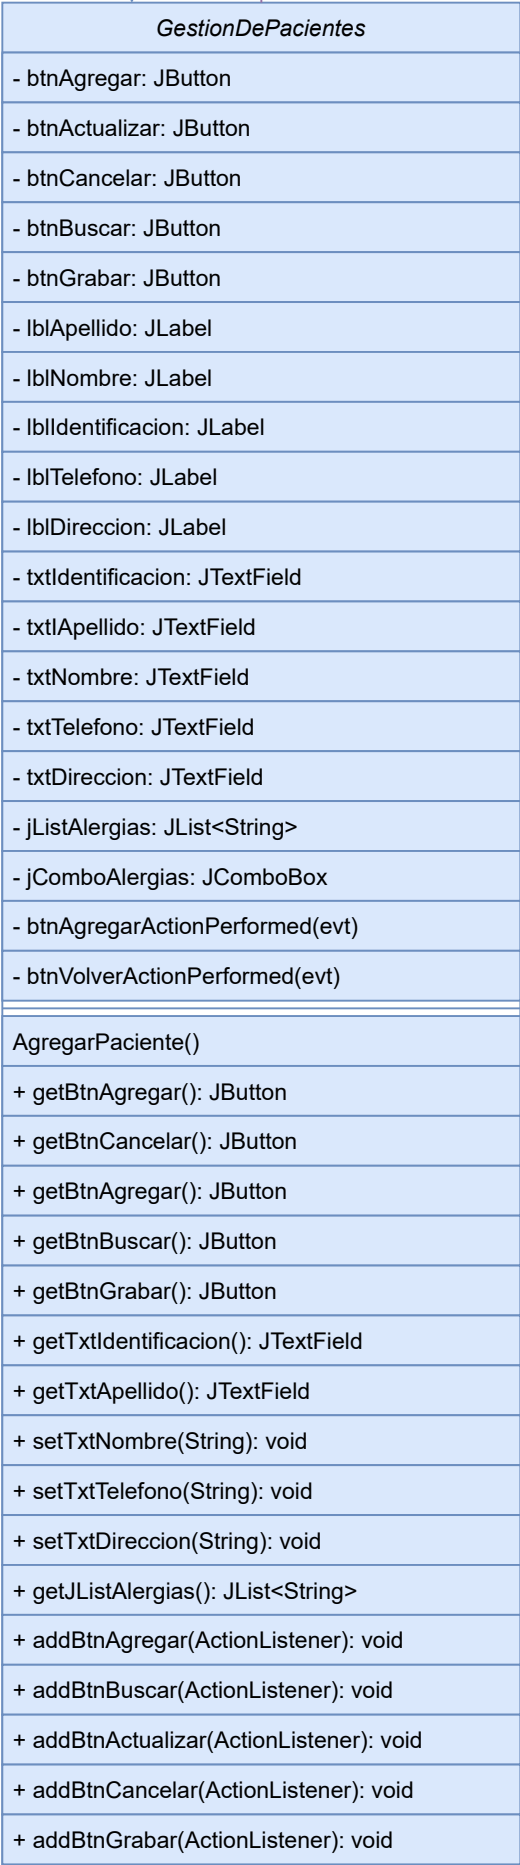 GestionDePacientes
- btnAgregar: JButton
- btnActualizar: JButton
- btnCancelar: JButton
- btnBuscar: JButton
- btnGrabar: JButton
- lblApellido: JLabel
- lblNombre: JLabel
- lblIdentificacion: JLabel
- lblTelefono: JLabel
- lblDireccion: JLabel
- txtIdentificacion: JTextField
- txtIApellido: JTextField
- txtNombre: JTextField
- txtTelefono: JTextField
- txtDireccion: JTextField
- jListAlergias: JList<String>
- jComboAlergias: JComboBox
- btnAgregarActionPerformed(evt)
- btnVolverActionPerformed(evt)
AgregarPaciente()
+ getBtnAgregar(): JButton
+ getBtnCancelar(): JButton
+ getBtnAgregar(): JButton
+ getBtnBuscar(): JButton
+ getBtnGrabar(): JButton
+ getTxtIdentificacion(): JTextField
+ getTxtApellido(): JTextField
+ setTxtNombre(String): void
+ setTxtTelefono(String): void
+ setTxtDireccion(String): void
+ getJListAlergias(): JList<String>
+ addBtnAgregar(ActionListener): void
+ addBtnBuscar(ActionListener): void
+ addBtnActualizar(ActionListener): void
+ addBtnCancelar(ActionListener): void
+ addBtnGrabar(ActionListener): void